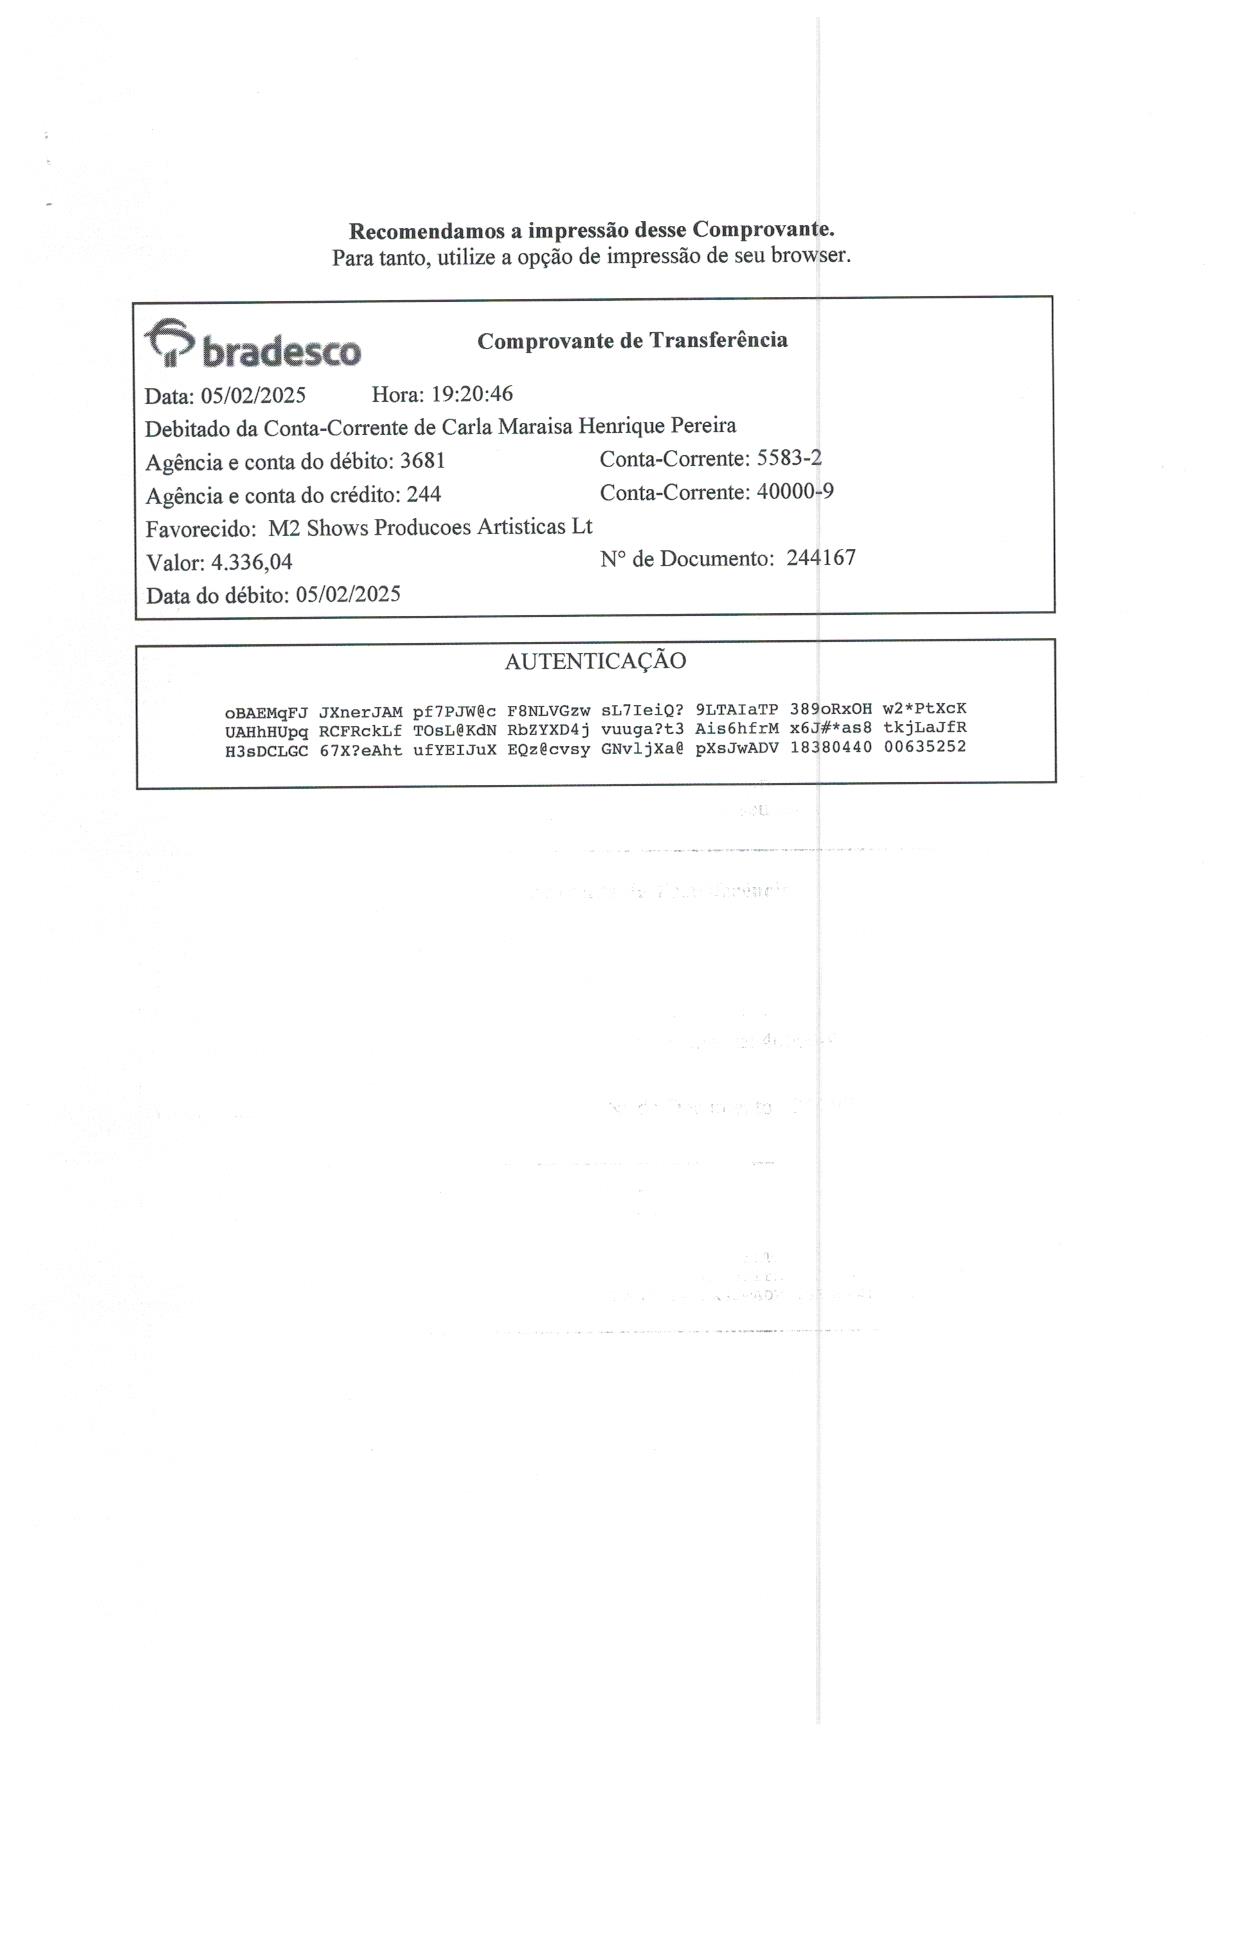 Recomendamos a impressão desse Comprovante.
Para tanto, utilize a opção de impressão de seu browser.
bradesco
Comprovante de Transferência
Data: 05/02/2025 Hora: 19:20:46
Debitado da Conta-Corrente de Carla Maraisa Henrique Pereira
Agência e conta do débito: 3681 Conta-Corrente: 5583-2
Agência e conta do crédito: 244 Conta-Corrente: 40000-9
Favorecido: M2 Shows Producoes Artisticas Lt
Valor: 4.336,04 N° de Documento: 244167
Data do débito: 05/02/2025
AUTENTICAÇÃO
oBAEMqFJ JXnerJAM pf7PJW@c F8NLVGzw sL7IeiQ? 9LTAIaTP 389oRxOH w2*PtXcK
UAHhHUpq RCFRckLf TOsL@KdN RbZYXD4j vuuga?t3 Ais6hfrM x6J#*as8 tkjLaJfR
H3sDCLGC 67X?eAht ufYEIJuX EQz@cvsy GNvljXa@ pXsJwADV 18380440 00635252